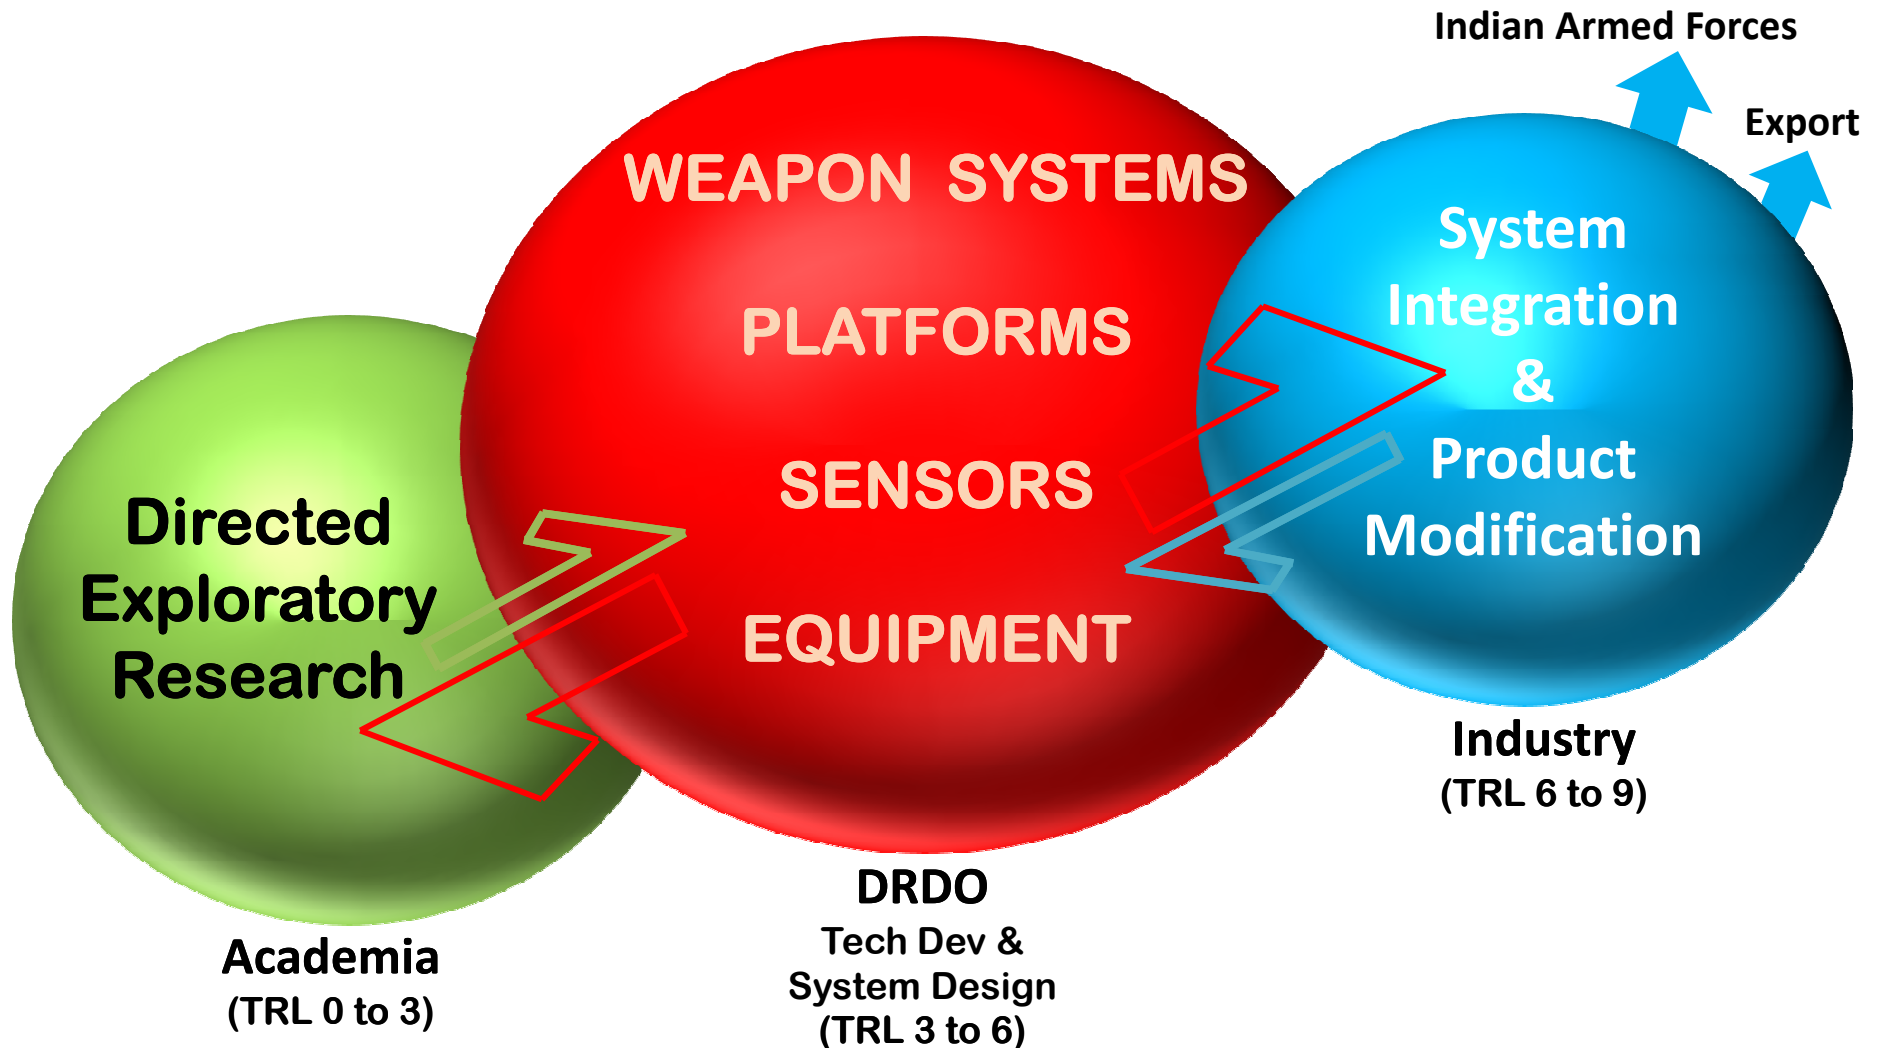 Indian Armed Forces
Export
WEAPON SYSTEMS
PLATFORMS
SENSORS
EQUIPMENT
System
Integration
&
Product
Modification
Directed
Exploratory
Research
Industry
(TRL 6 to 9)
DRDO
Tech Dev &
System Design
(TRL 3 to 6)
Academia
(TRL 0 to 3)